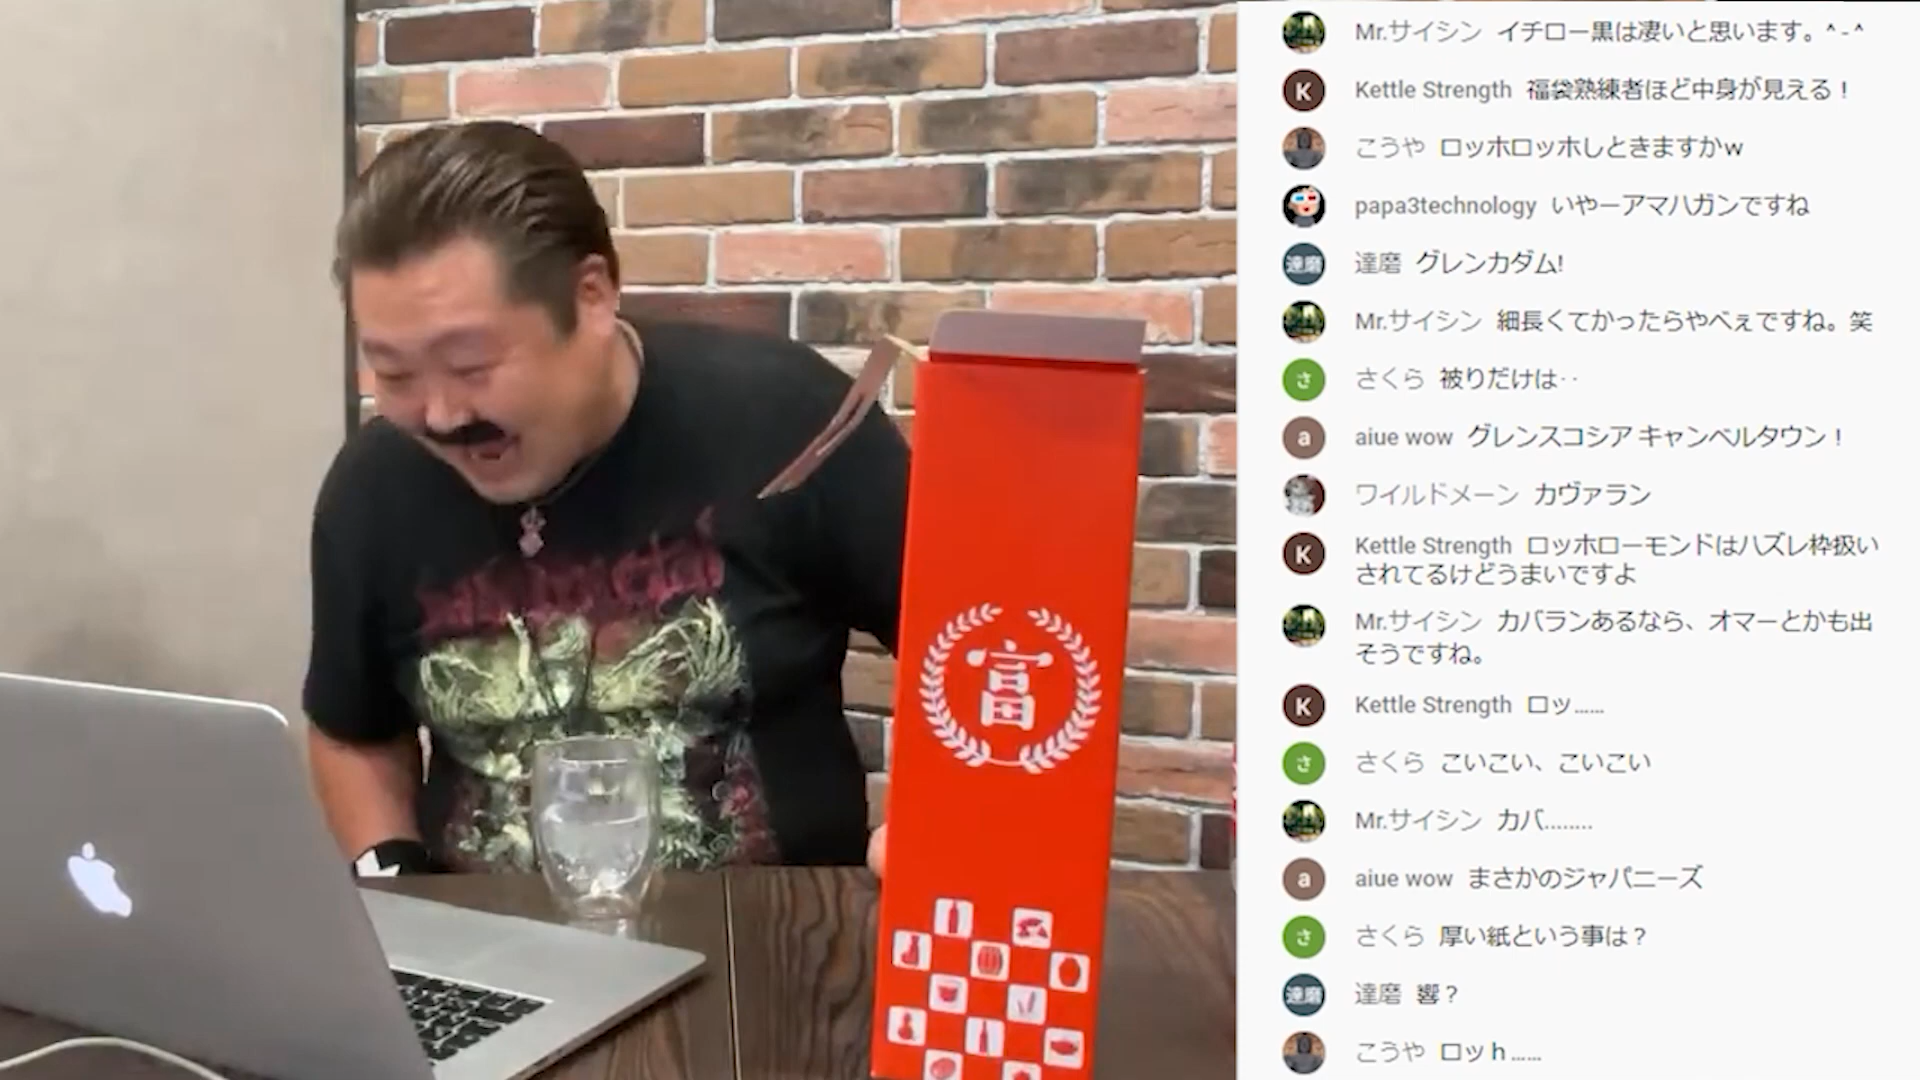 Mr.サイシン イチロー黒は凄いと思います。^-^
K Kettle Strength 福袋熟練者ほど中身が見える！
こうや ロッホロッホしときますかｗ
papa3technology いやーアマハガンですね
達磨 達磨 グレンカダム!
Mr.サイシン 細長くてかったらやべぇですね。笑
さ さくら 被りだけは‥
a aiue wow グレンスコシア キャンベルタウン！
ワイルドメーン カヴァラン
K Kettle Strength ロッホローモンドはハズレ枠扱い
されてるけどうまいですよ
Mr.サイシン カバランあるなら、オマーとかも出
そうですね。
K Kettle Strength ロッ……
さ さくら こいこい、こいこい
Mr.サイシン カバ........
a aiue wow まさかのジャパニーズ
さ さくら 厚い紙という事は？
達磨 達磨 響？
こうや ロッｈ……
富